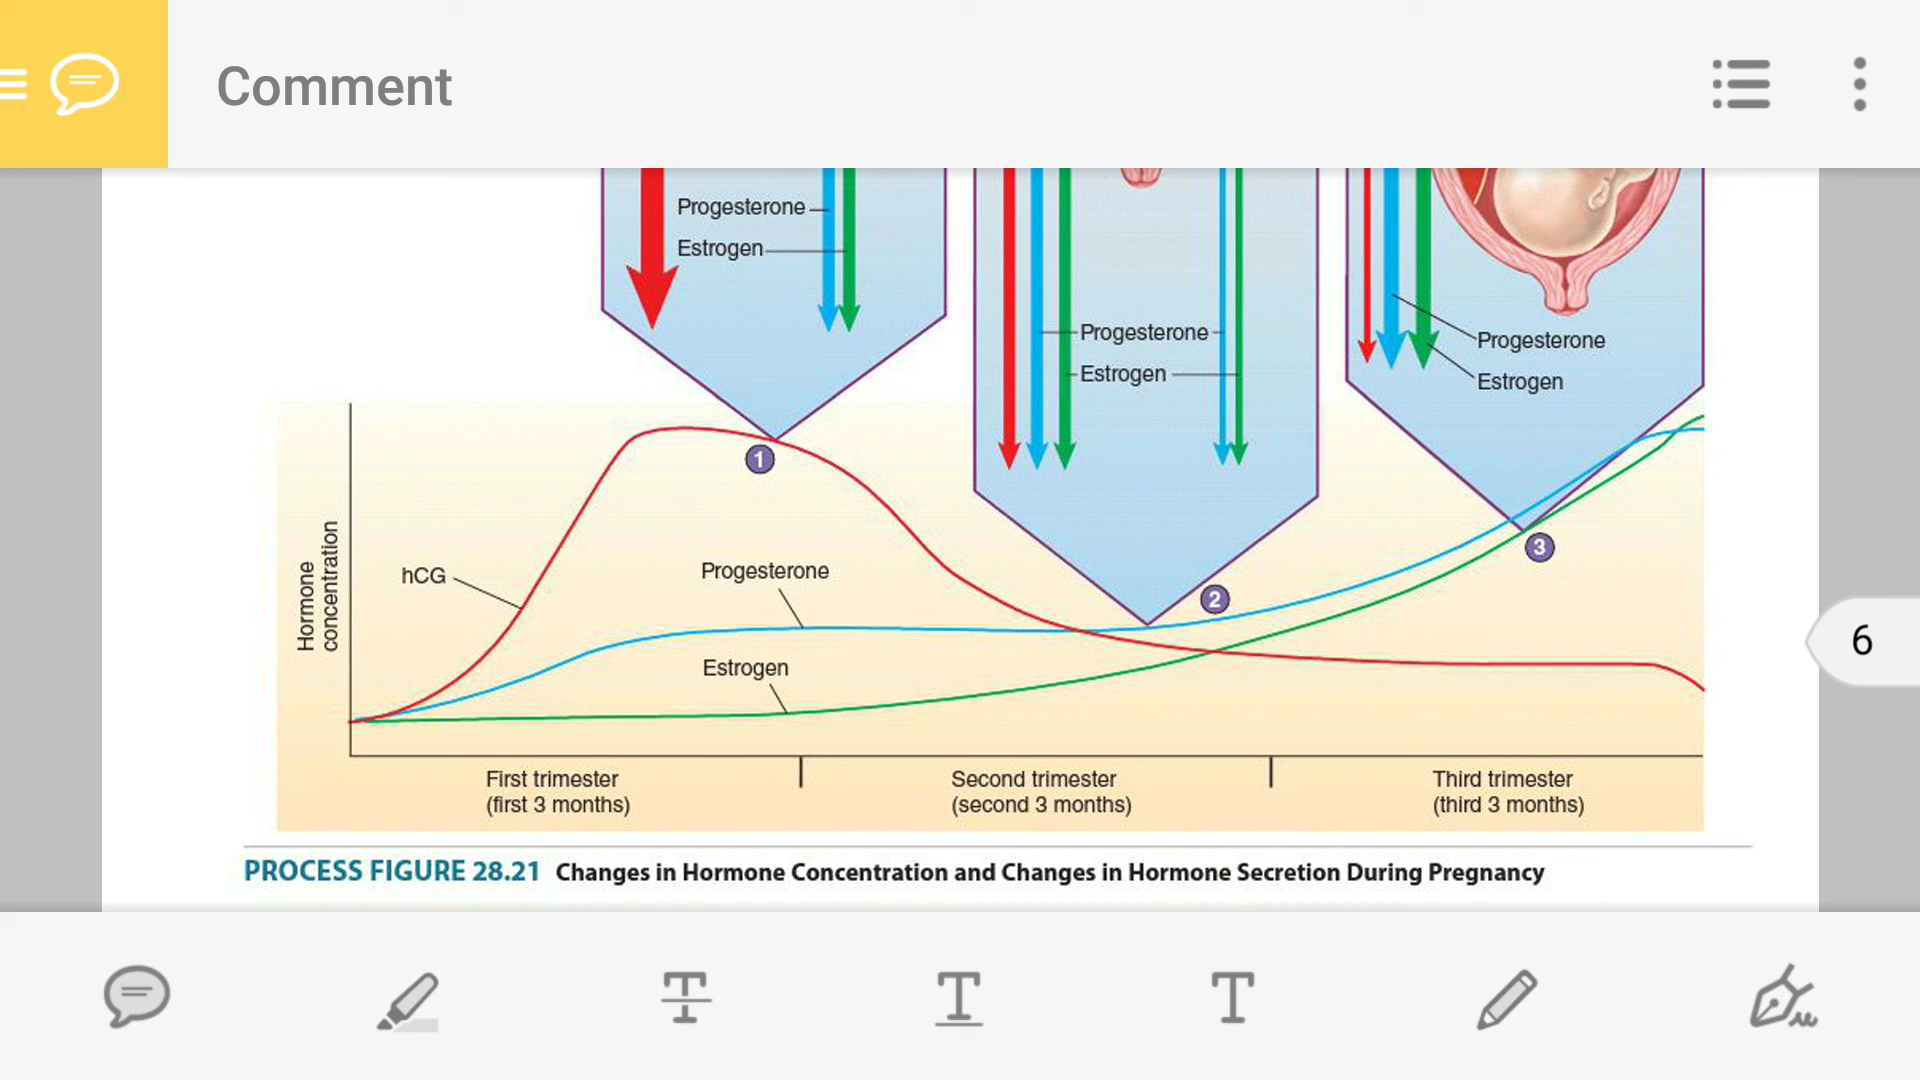 Comment
Progesterone
Estrogen
Progesterone
Estrogen
Progesterone
Estrogen
1
2
3
Hormone
concentration
hCG
Progesterone
Estrogen
6
First trimester
(first 3 months)
Second trimester
(second 3 months)
Third trimester
(third 3 months)
PROCESS FIGURE 28.21 Changes in Hormone Concentration and Changes in Hormone Secretion During Pregnancy